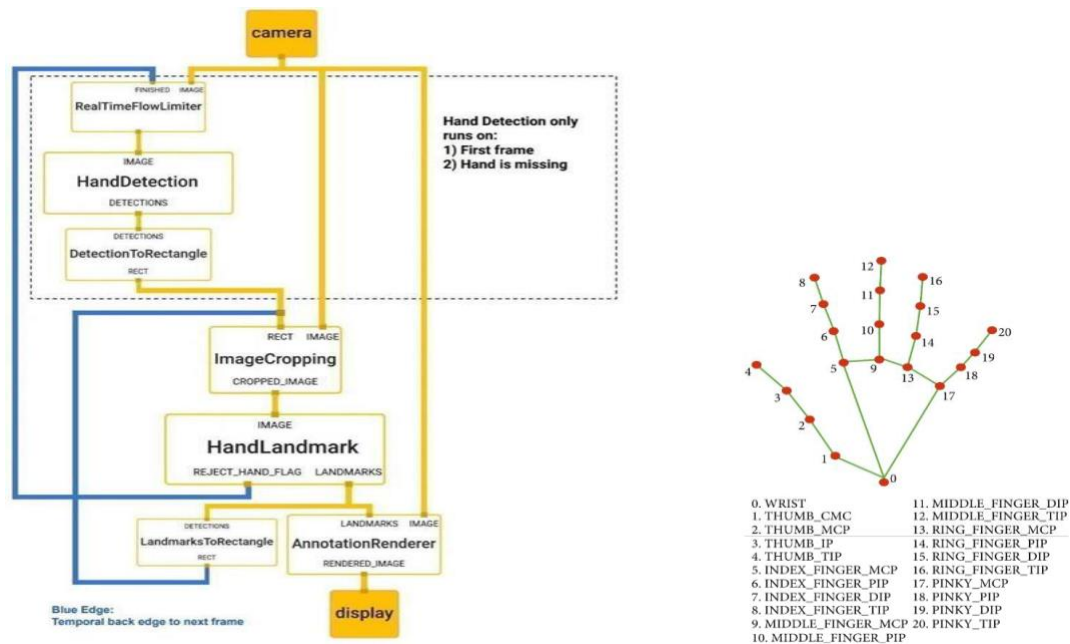 camera
FINISHED IMAGE
RealTimeFlowLimiter
Hand Detection only
runs on:
1) First frame
2) Hand is missing
IMAGE
HandDetection
DETECTIONS
DETECTIONS
DetectionToRectangle
RECT
RECT IMAGE
ImageCropping
CROPPED_IMAGE
IMAGE
HandLandmark
REJECT_HAND_FLAG LANDMARKS
DETECTIONS
LandmarksToRectangle
RECT
LANDMARKS IMAGE
AnnotationRenderer
RENDERED_IMAGE
display
Blue Edge:
Temporal back edge to next frame
12
8
16
11
7
15
20
6
10
14
19
4
5
9
13
18
3
17
2
1
0
0. WRIST
1. THUMB_CMC
2. THUMB_MCP
3. THUMB_IP
4. THUMB_TIP
5. INDEX_FINGER_MCP
6. INDEX_FINGER_PIP
7. INDEX_FINGER_DIP
8. INDEX_FINGER_TIP
9. MIDDLE_FINGER_MCP
10. MIDDLE_FINGER_PIP
11. MIDDLE_FINGER_DIP
12. MIDDLE_FINGER_TIP
13. RING_FINGER_MCP
14. RING_FINGER_PIP
15. RING_FINGER_DIP
16. RING_FINGER_TIP
17. PINKY_MCP
18. PINKY_PIP
19. PINKY_DIP
20. PINKY_TIP